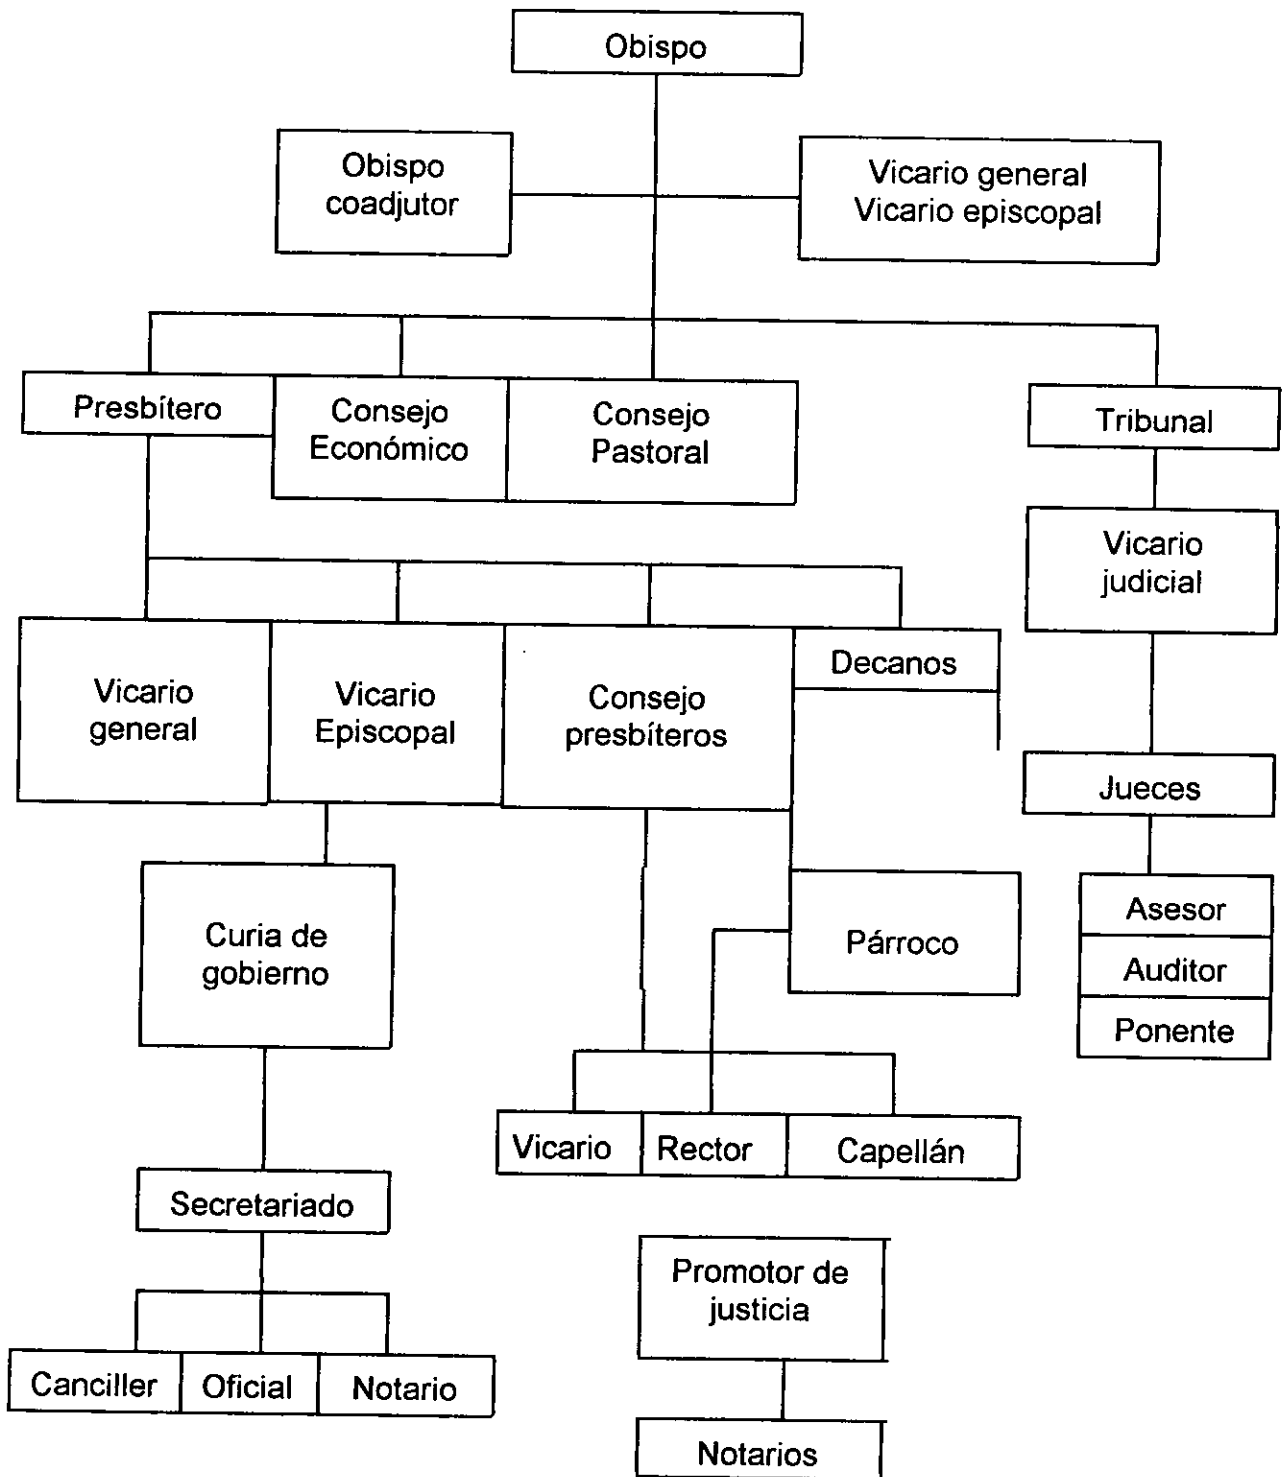 Obispo
Obispo
coadjutor
Vicario general
Vicario episcopal
Presbítero
Consejo
Económico
Consejo
Pastoral
Tribunal
Vicario
judicial
Vicario
general
Vicario
Episcopal
Consejo
presbíteros
Decanos
Jueces
Curia de
gobierno
Párroco
Asesor
Auditor
Ponente
Vicario
Rector
Capellán
Secretariado
Promotor de
justicia
Canciller
Oficial
Notario
Notarios